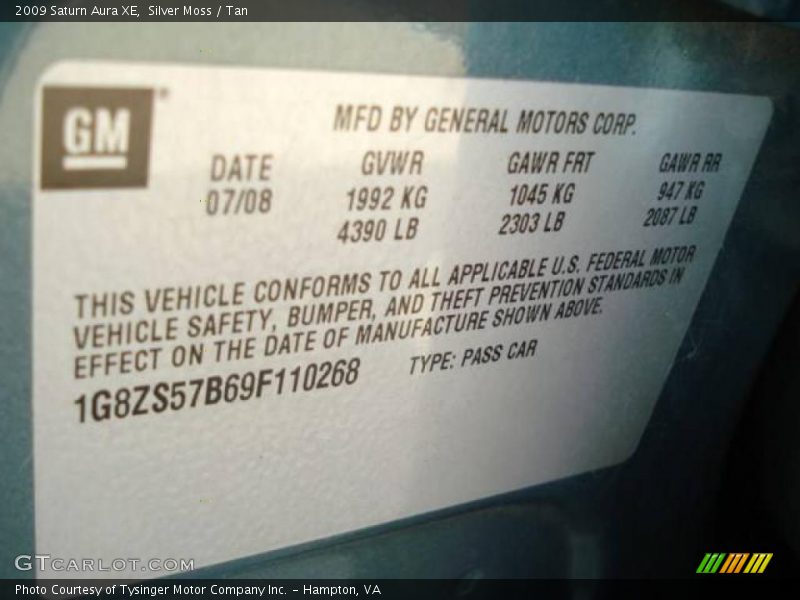 2009 Saturn Aura XE, Silver Moss / Tan
GM
MFD BY GENERAL MOTORS CORP.
DATE GVWR GAWR FRT GAWR RR
07/08 1992 KG 1045 KG 947 KG
4390 LB 2303 LB 2087 LB
THIS VEHICLE CONFORMS TO ALL APPLICABLE U.S. FEDERAL MOTOR
VEHICLE SAFETY, BUMPER, AND THEFT PREVENTION STANDARDS IN
EFFECT ON THE DATE OF MANUFACTURE SHOWN ABOVE.
1G8ZS57B69F110268 TYPE: PASS CAR
GTCARLOT.COM
Photo Courtesy of Tysinger Motor Company Inc. - Hampton, VA